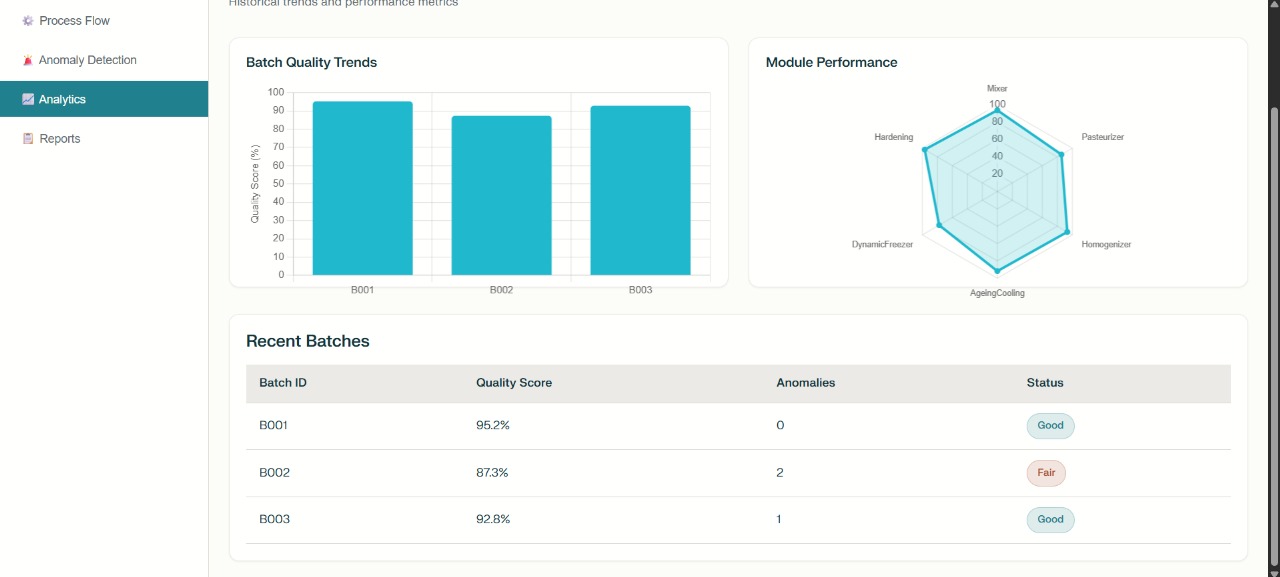 Historical trends and performance metrics
Process Flow
Anomaly Detection
Analytics
Reports
Batch Quality Trends
100
90
80
70
60
50
40
30
20
10
0
Quality Score (%)
B001 B002 B003
Module Performance
Mixer
100
80
60
40
20
Pasteurizer
Homogenizer
AgeingCooling
DynamicFreezer
Hardening
Recent Batches
Batch ID Quality Score Anomalies Status
B001 95.2% 0 Good
B002 87.3% 2 Fair
B003 92.8% 1 Good